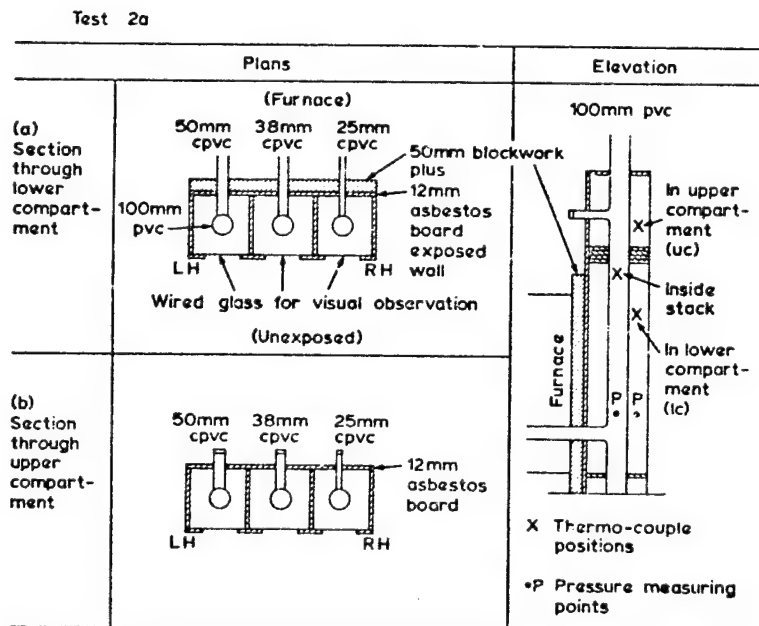 Test 2a
Plans
Elevation
(a)
Section
through
lower
compart-
ment
(Furnace)
50mm
cpvc
38mm
cpvc
25mm
cpvc
100mm
pvc
LH
RH
50mm blockwork
plus
12mm
asbestos
board
exposed
wall
Wired glass for visual observation
(Unexposed)
(b)
Section
through
upper
compart-
ment
50mm
cpvc
38mm
cpvc
25mm
cpvc
12mm
asbestos
board
LH
RH
100mm pvc
In upper
compart-
ment
(uc)
Inside
stack
In lower
compart-
ment
(lc)
Furnace
X
X
X
P
P
X Thermo-couple
positions
•P Pressure measuring
points